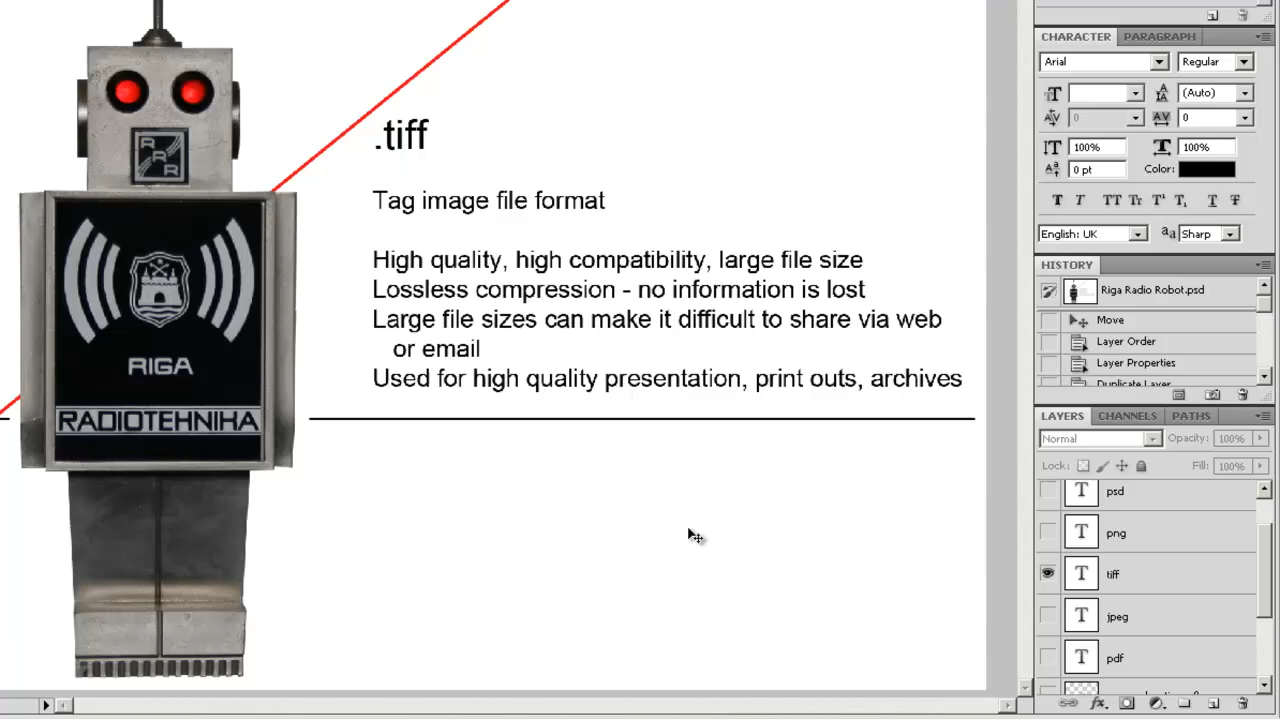 .tiff
Tag image file format
High quality, high compatibility, large file size
Lossless compression - no information is lost
Large file sizes can make it difficult to share via web
or email
Used for high quality presentation, print outs, archives
R
R
R
RIGA
RADIOTEHNIHA
CHARACTER PARAGRAPH
Arial Regular
(Auto)
0 0
100% 100%
0 pt Color:
English: UK Sharp
HISTORY
Riga Radio Robot.psd
Move
Layer Order
Layer Properties
Duplicate Layer
LAYERS CHANNELS PATHS
Normal Opacity: 100%
Lock: Fill: 100%
psd
png
tiff
jpeg
pdf